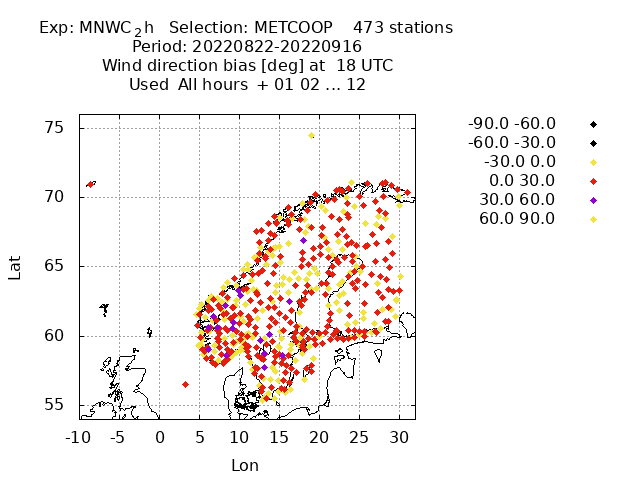 Exp: MNWC2h   Selection: METCOOP    473 stations
Period: 20220822-20220916
Wind direction bias [deg] at  18 UTC
Used  All hours  + 01 02 ... 12
-90.0 -60.0
-60.0 -30.0
-30.0 0.0
0.0 30.0
30.0 60.0
60.0 90.0
75
70
65
60
55
Lat
-10 -5 0 5 10 15 20 25 30
Lon